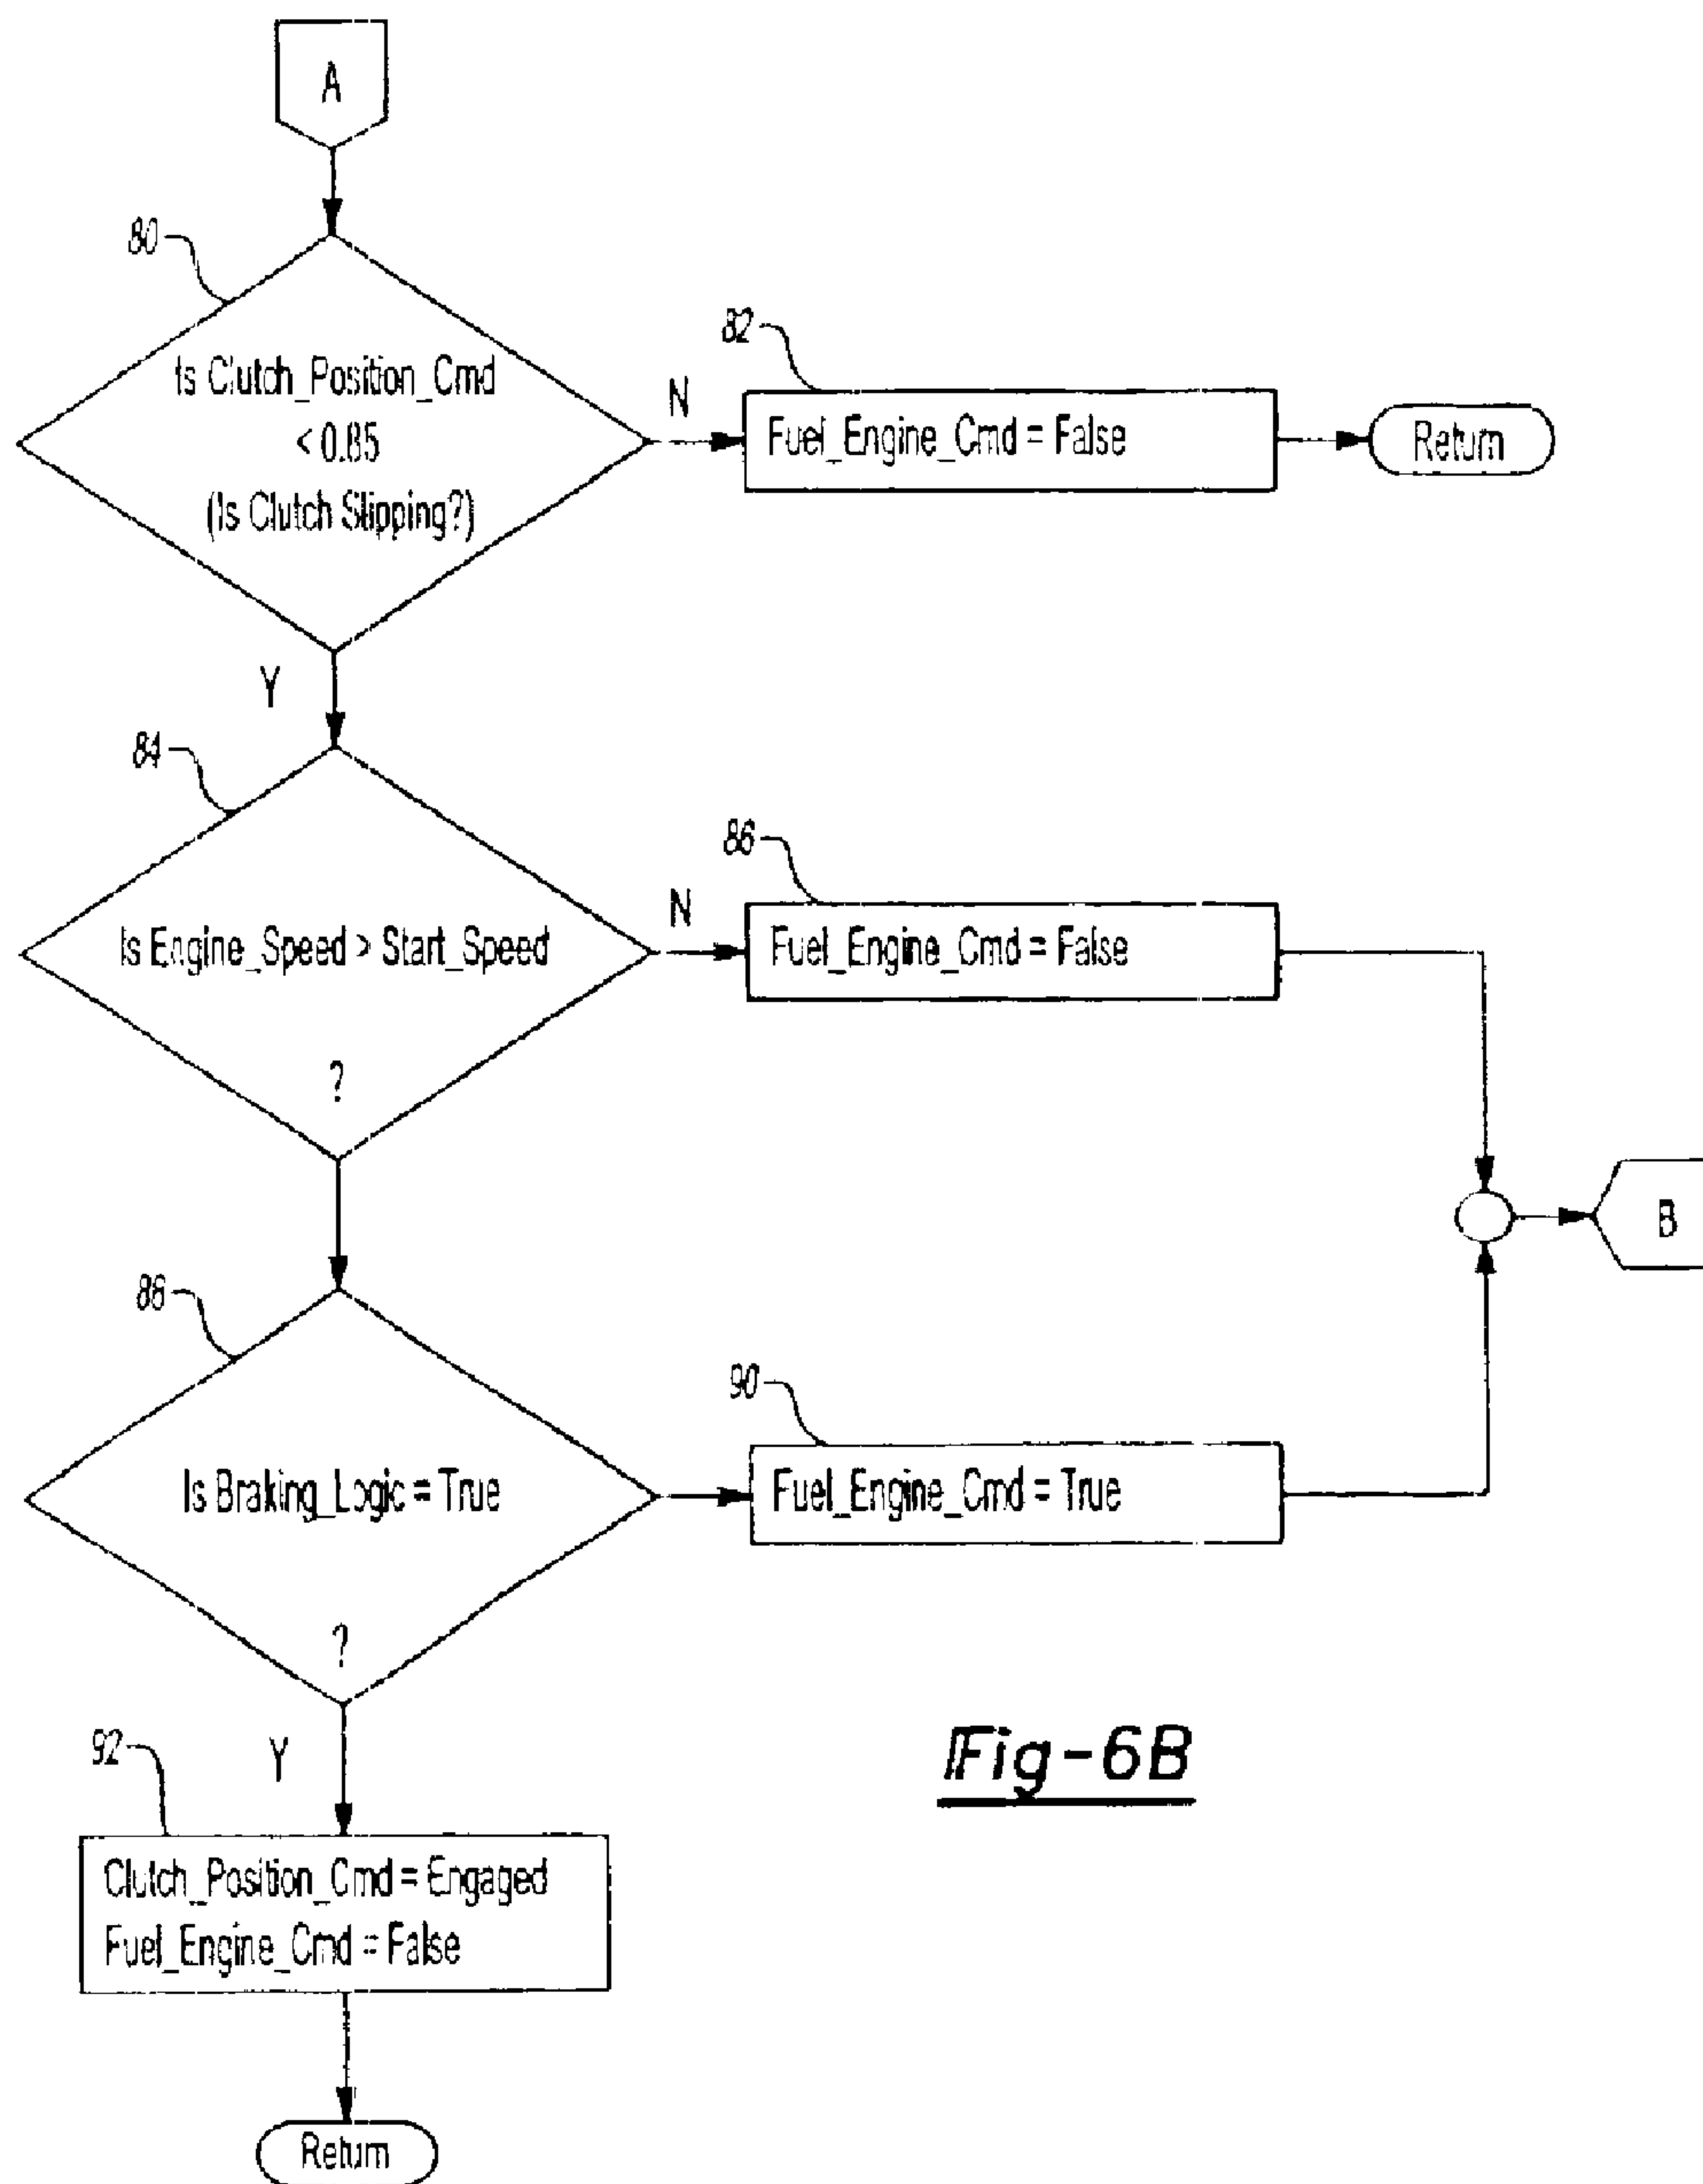 A
80
Is Clutch_Position_Cmd
< 0.85
(Is Clutch Slipping?)
N
82
Fuel_Engine_Cmd = False
Return
Y
84
Is Engine_Speed > Start_Speed
?
N
86
Fuel_Engine_Cmd = False
B
88
Is Braking_Logic = True
?
90
Fuel_Engine_Cmd = True
Y
92
Clutch_Position_Cmd = Engaged
Fuel_Engine_Cmd = False
Return
Fig-6B